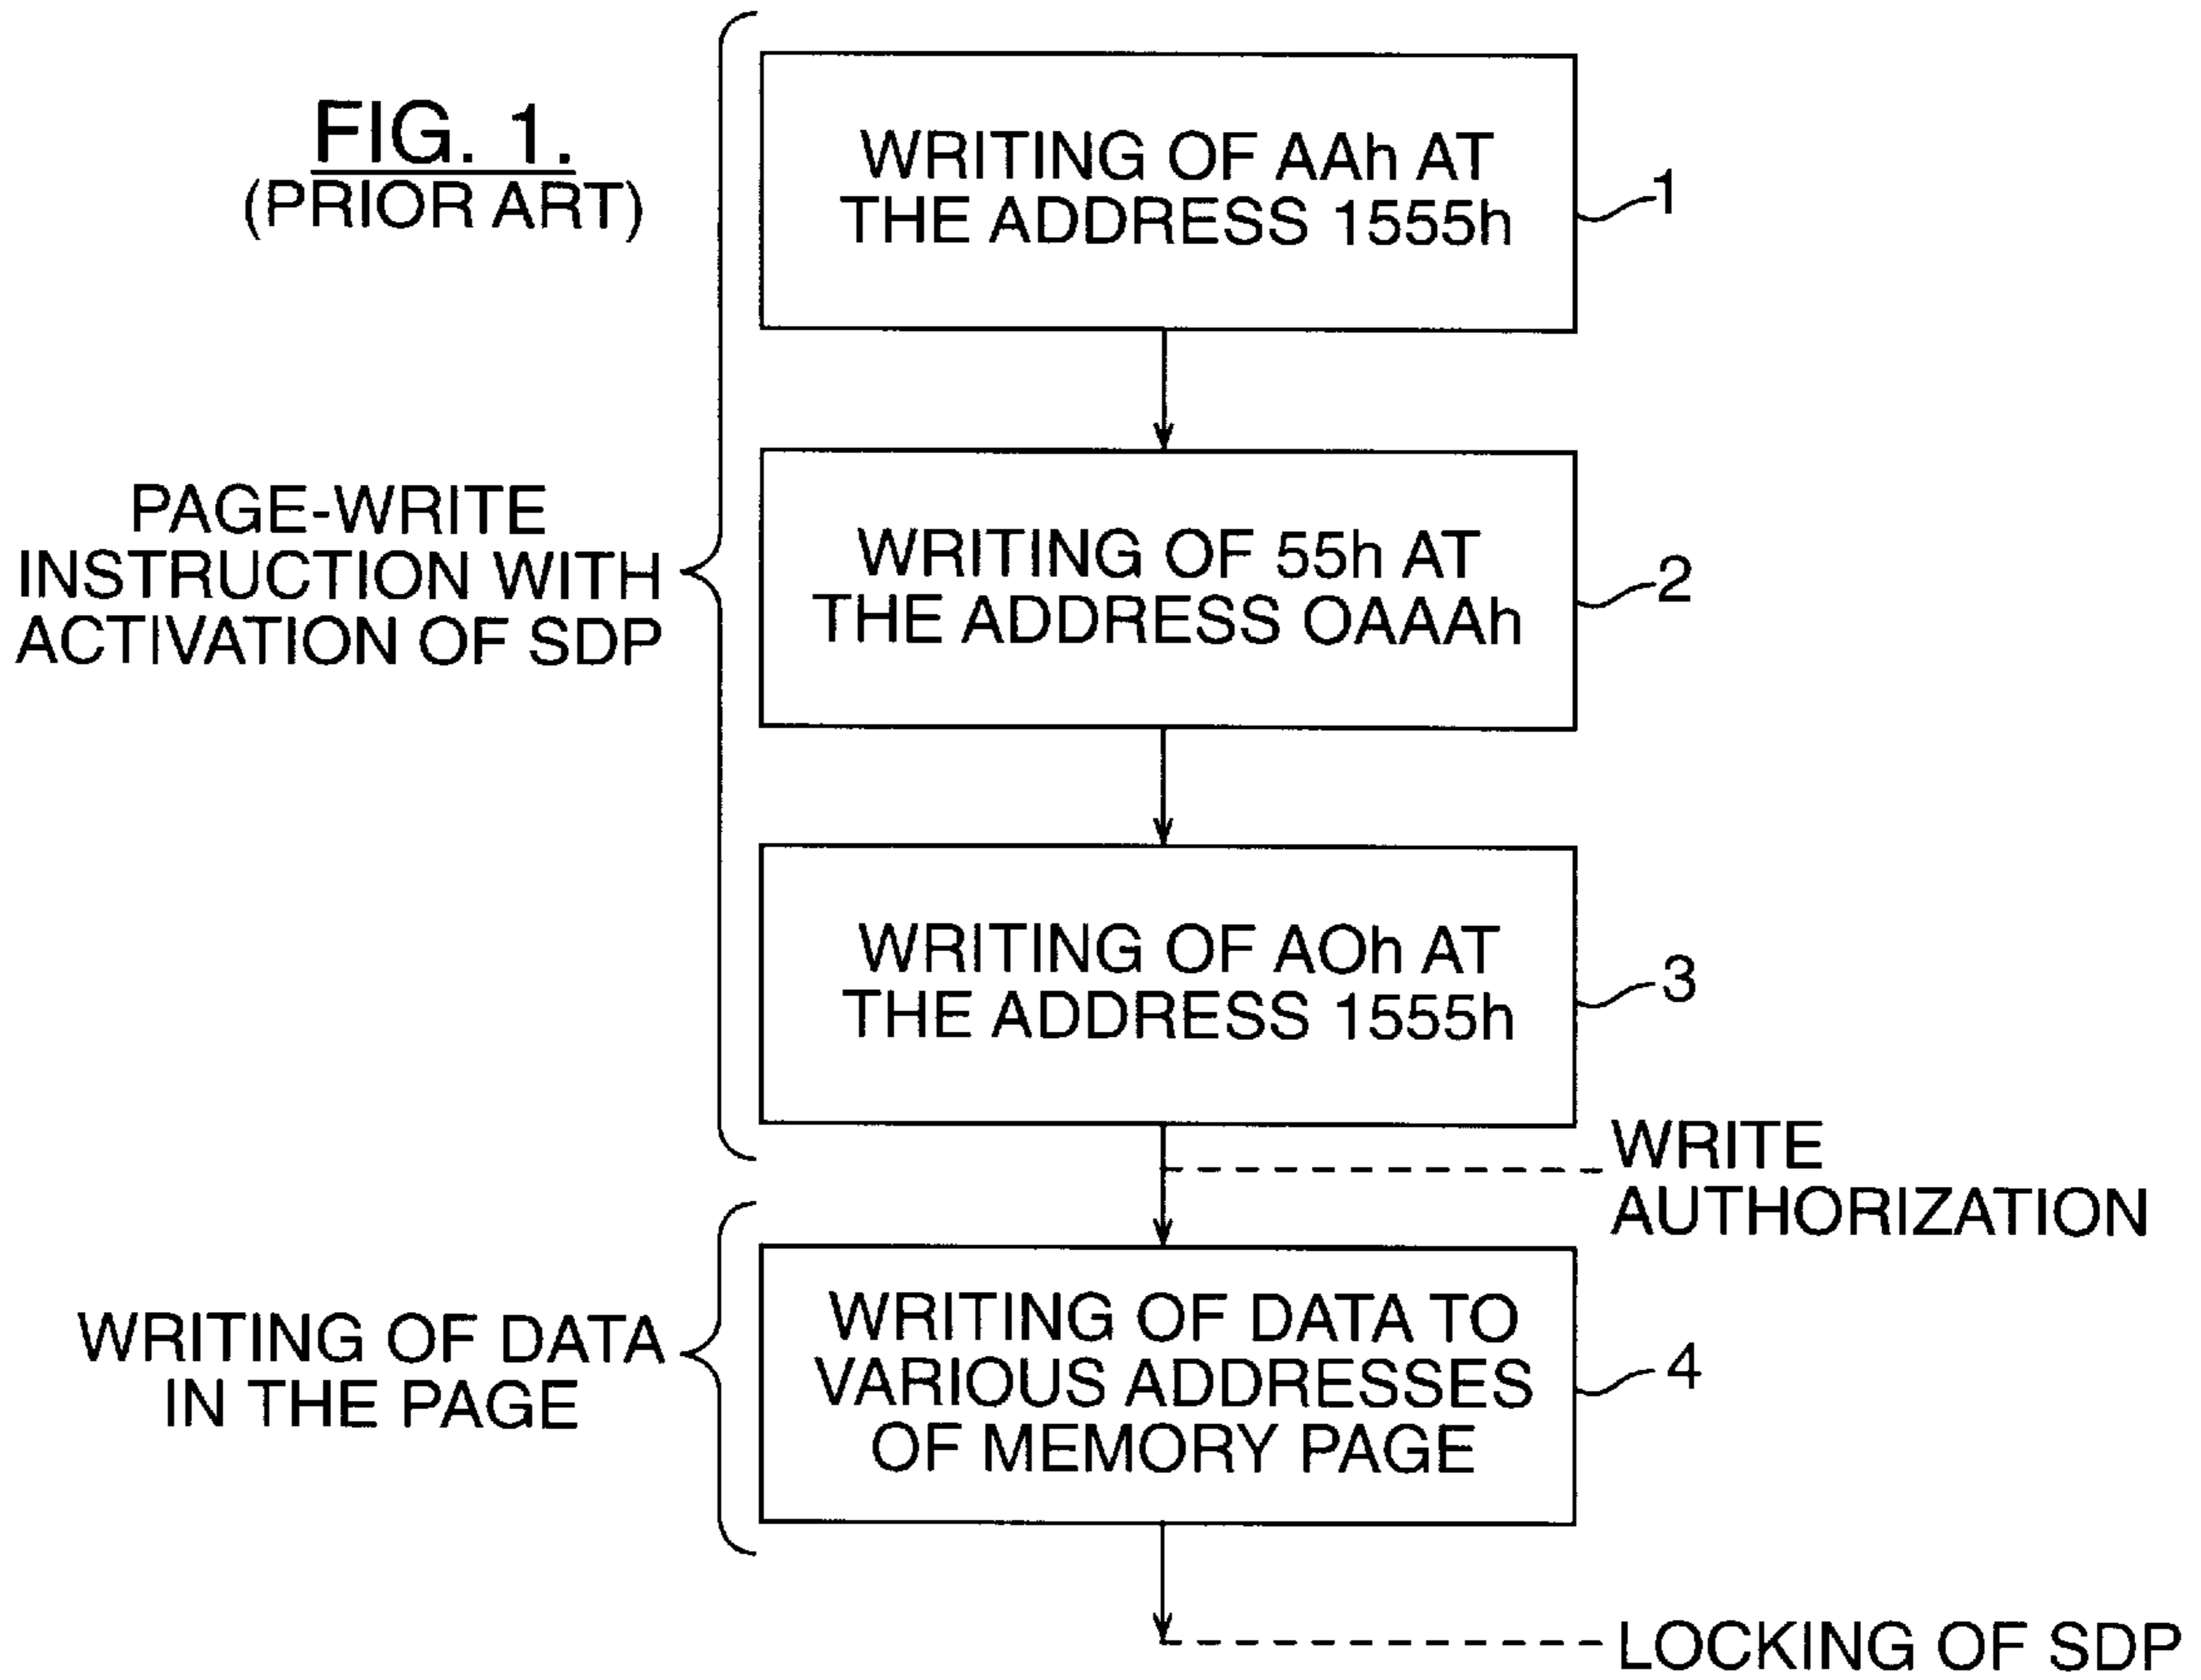 FIG. 1.
(PRIOR ART)
WRITING OF AAh AT
THE ADDRESS 1555h
1
PAGE-WRITE
INSTRUCTION WITH
ACTIVATION OF SDP
WRITING OF 55h AT
THE ADDRESS OAAAh
2
WRITING OF AOh AT
THE ADDRESS 1555h
3
WRITE
AUTHORIZATION
WRITING OF DATA
IN THE PAGE
WRITING OF DATA TO
VARIOUS ADDRESSES
OF MEMORY PAGE
4
LOCKING OF SDP